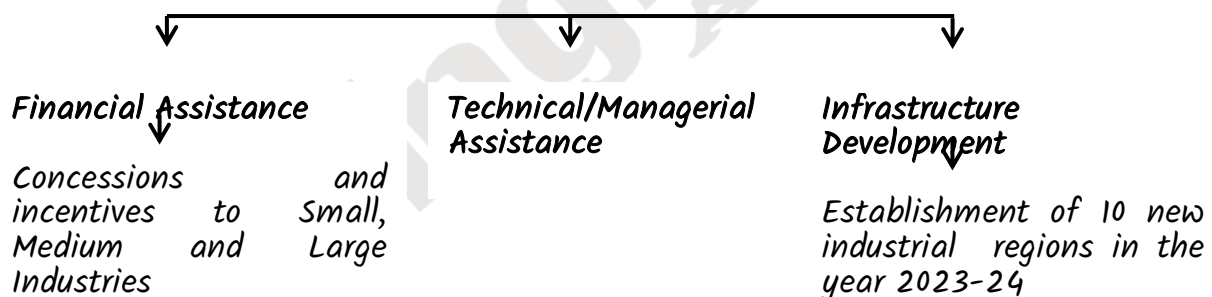 Financial Assistance
Concessions and
incentives to Small,
Medium and Large
Industries
Technical/Managerial
Assistance
Infrastructure
Development
Establishment of 10 new
industrial regions in the
year 2023-24